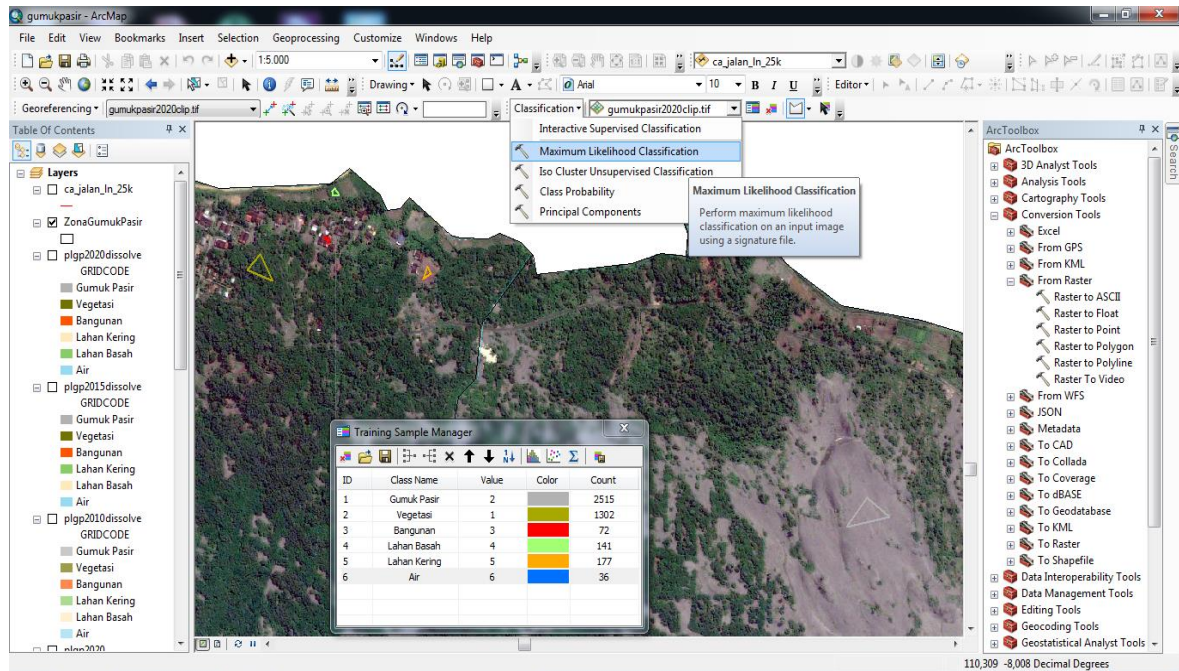 gumukpasir - ArcMap
File Edit View Bookmarks Insert Selection Geoprocessing Customize Windows Help
1:5.000
ca_jalan_ln_25k
Drawing
Arial
10
B I U
Editor
Georeferencing
gumukpasir2020clip.tif
Classification
gumukpasir2020clip.tif
Table Of Contents
Layers
ca_jalan_ln_25k
ZonaGumukPasir
plgp2020dissolve
GRIDCODE
Gumuk Pasir
Vegetasi
Bangunan
Lahan Kering
Lahan Basah
Air
plgp2015dissolve
GRIDCODE
Gumuk Pasir
Vegetasi
Bangunan
Lahan Kering
Lahan Basah
Air
plgp2010dissolve
GRIDCODE
Gumuk Pasir
Vegetasi
Bangunan
Lahan Kering
Lahan Basah
Air
plgp2020
Interactive Supervised Classification
Maximum Likelihood Classification
Iso Cluster Unsupervised Classification
Class Probability
Principal Components
Maximum Likelihood Classification
Perform maximum likelihood
classification on an input image
using a signature file.
Training Sample Manager
ID Class Name Value Color Count
1 Gumuk Pasir 2 2515
2 Vegetasi 1 1302
3 Bangunan 3 72
4 Lahan Basah 4 141
5 Lahan Kering 5 177
6 Air 6 36
ArcToolbox
ArcToolbox
3D Analyst Tools
Analysis Tools
Cartography Tools
Conversion Tools
Excel
From GPS
From KML
From Raster
Raster to ASCII
Raster to Float
Raster to Point
Raster to Polygon
Raster to Polyline
Raster To Video
From WFS
JSON
Metadata
To CAD
To Collada
To Coverage
To dBASE
To Geodatabase
To KML
To Raster
To Shapefile
Data Interoperability Tools
Data Management Tools
Editing Tools
Geocoding Tools
Geostatistical Analyst Tools
Search
110,309 -8,008 Decimal Degrees